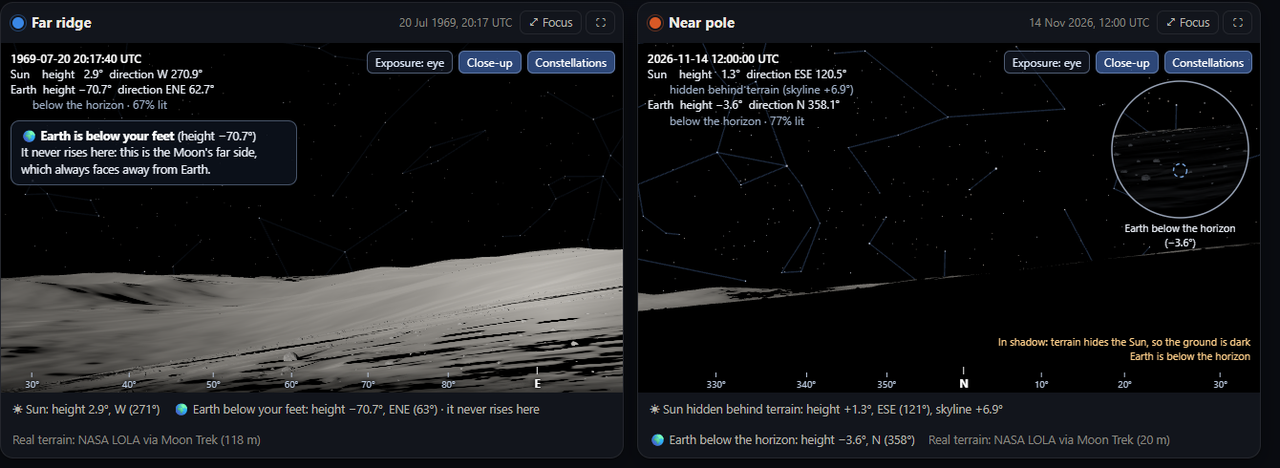 Far ridge
20 Jul 1969, 20:17 UTC
Focus
1969-07-20 20:17:40 UTC
Sun height 2.9° direction W 270.9°
Earth height −70.7° direction ENE 62.7°
below the horizon · 67% lit
Exposure: eye
Close-up
Constellations
Earth is below your feet (height −70.7°)
It never rises here: this is the Moon's far side,
which always faces away from Earth.
30° 40° 50° 60° 70° 80° E
Sun: height 2.9°, W (271°) Earth below your feet: height −70.7°, ENE (63°) · it never rises here
Real terrain: NASA LOLA via Moon Trek (118 m)
Near pole
14 Nov 2026, 12:00 UTC
Focus
2026-11-14 12:00:00 UTC
Sun height 1.3° direction ESE 120.5°
hidden behind terrain (skyline +6.9°)
Earth height −3.6° direction N 358.1°
below the horizon · 77% lit
Exposure: eye
Close-up
Constellations
Earth below the horizon
(−3.6°)
In shadow: terrain hides the Sun, so the ground is dark
Earth is below the horizon
330° 340° 350° N 10° 20° 30°
Sun hidden behind terrain: height +1.3°, ESE (121°), skyline +6.9°
Earth below the horizon: height −3.6°, N (358°) Real terrain: NASA LOLA via Moon Trek (20 m)